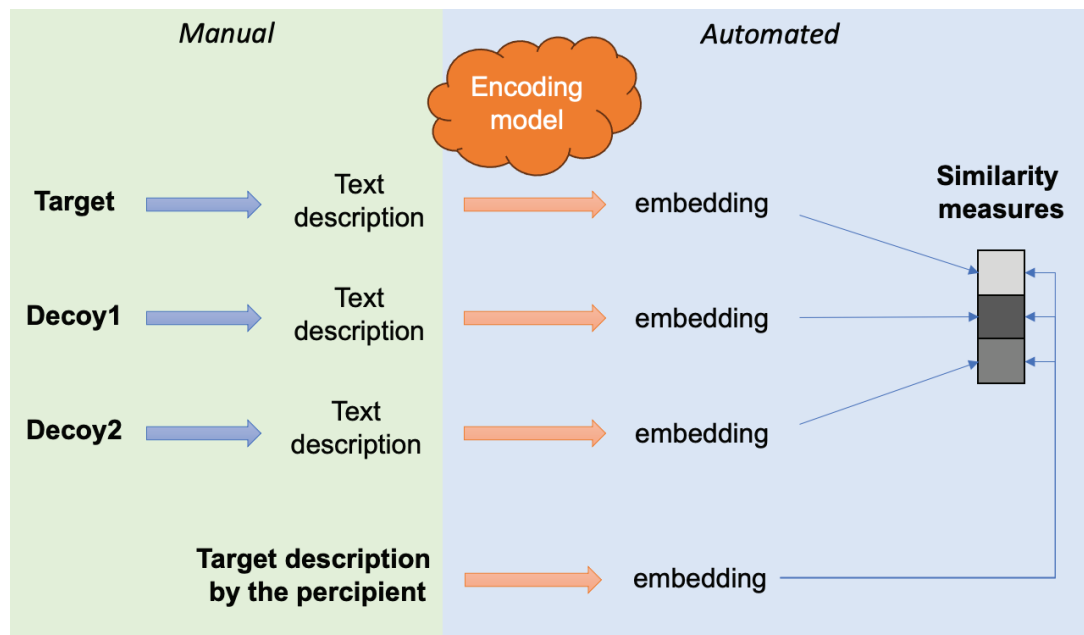 Manual
Automated
Encoding
model
Target
Text
description
embedding
Similarity
measures
Decoy1
Text
description
embedding
Decoy2
Text
description
embedding
Target description
by the percipient
embedding